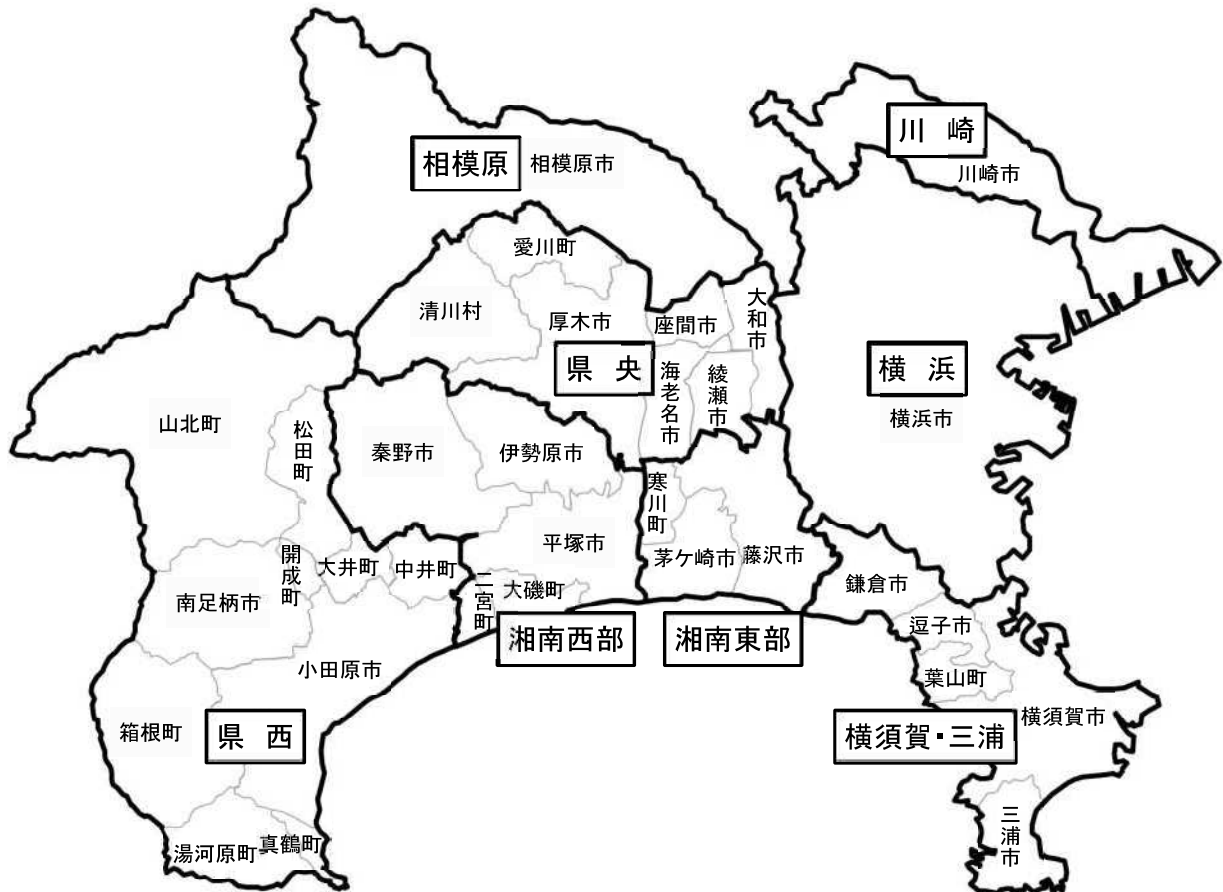 川崎
川崎市
相模原
相模原市
愛川町
清川村
厚木市
座間市
大和市
県央
海老名市
綾瀬市
横浜
横浜市
山北町
松田町
秦野市
伊勢原市
寒川町
平塚市
茅ケ崎市
藤沢市
開成町
大井町
中井町
南足柄市
二宮町
大磯町
鎌倉市
湘南西部
湘南東部
逗子市
葉山町
小田原市
箱根町
県西
横須賀市
横須賀・三浦
三浦市
湯河原町
真鶴町